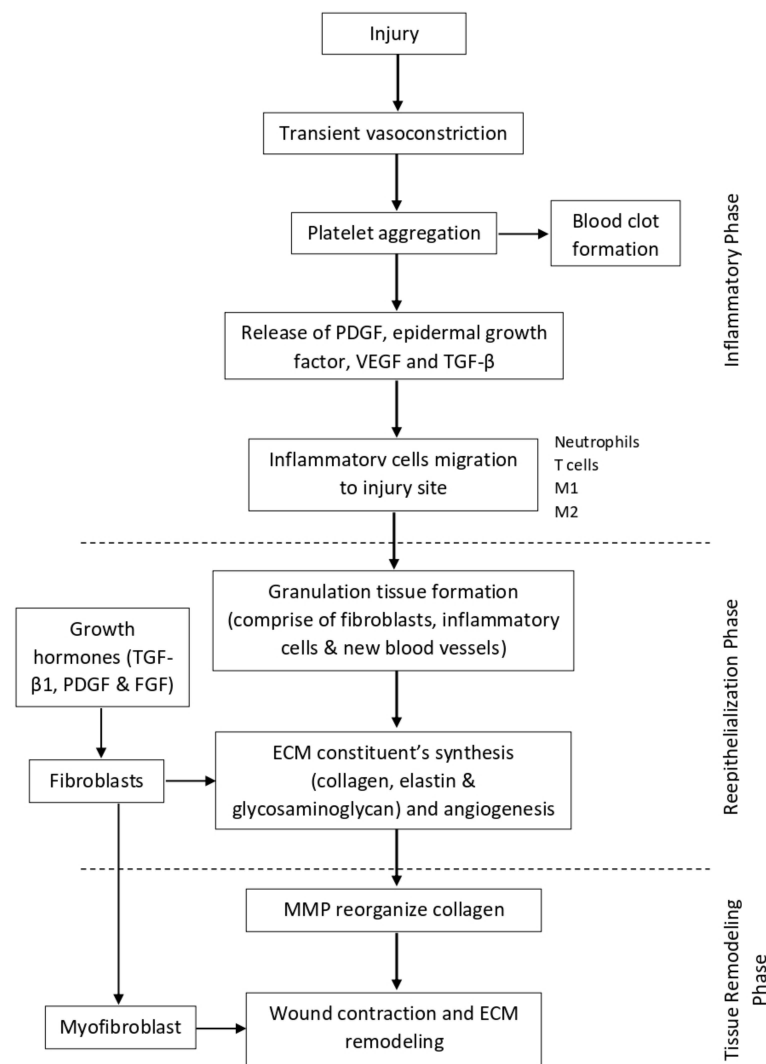 Injury
Transient vasoconstriction
Platelet aggregation
Blood clot
formation
Release of PDGF, epidermal growth
factor, VEGF and TGF-β
Inflammatory cells migration
to injury site
Neutrophils
T cells
M1
M2
Inflammatory Phase
Granulation tissue formation
(comprise of fibroblasts, inflammatory
cells & new blood vessels)
Growth
hormones (TGF-
β1, PDGF & FGF)
Fibroblasts
ECM constituent’s synthesis
(collagen, elastin &
glycosaminoglycan) and angiogenesis
Reepithelialization Phase
MMP reorganize collagen
Myofibroblast
Wound contraction and ECM
remodeling
Tissue Remodeling
Phase